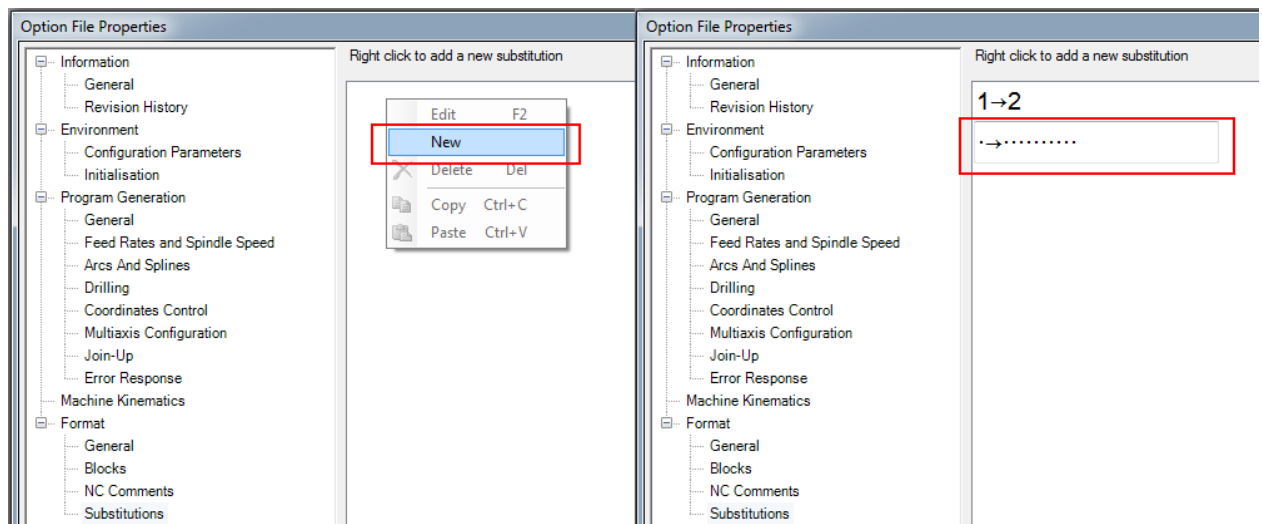 Option File Properties
Information
General
Revision History
Environment
Configuration Parameters
Initialisation
Program Generation
General
Feed Rates and Spindle Speed
Arcs And Splines
Drilling
Coordinates Control
Multiaxis Configuration
Join-Up
Error Response
Machine Kinematics
Format
General
Blocks
NC Comments
Substitutions
Right click to add a new substitution
Edit F2
New
Delete Del
Copy Ctrl+C
Paste Ctrl+V
Option File Properties
Information
General
Revision History
Environment
Configuration Parameters
Initialisation
Program Generation
General
Feed Rates and Spindle Speed
Arcs And Splines
Drilling
Coordinates Control
Multiaxis Configuration
Join-Up
Error Response
Machine Kinematics
Format
General
Blocks
NC Comments
Substitutions
Right click to add a new substitution
1→2
·→··········